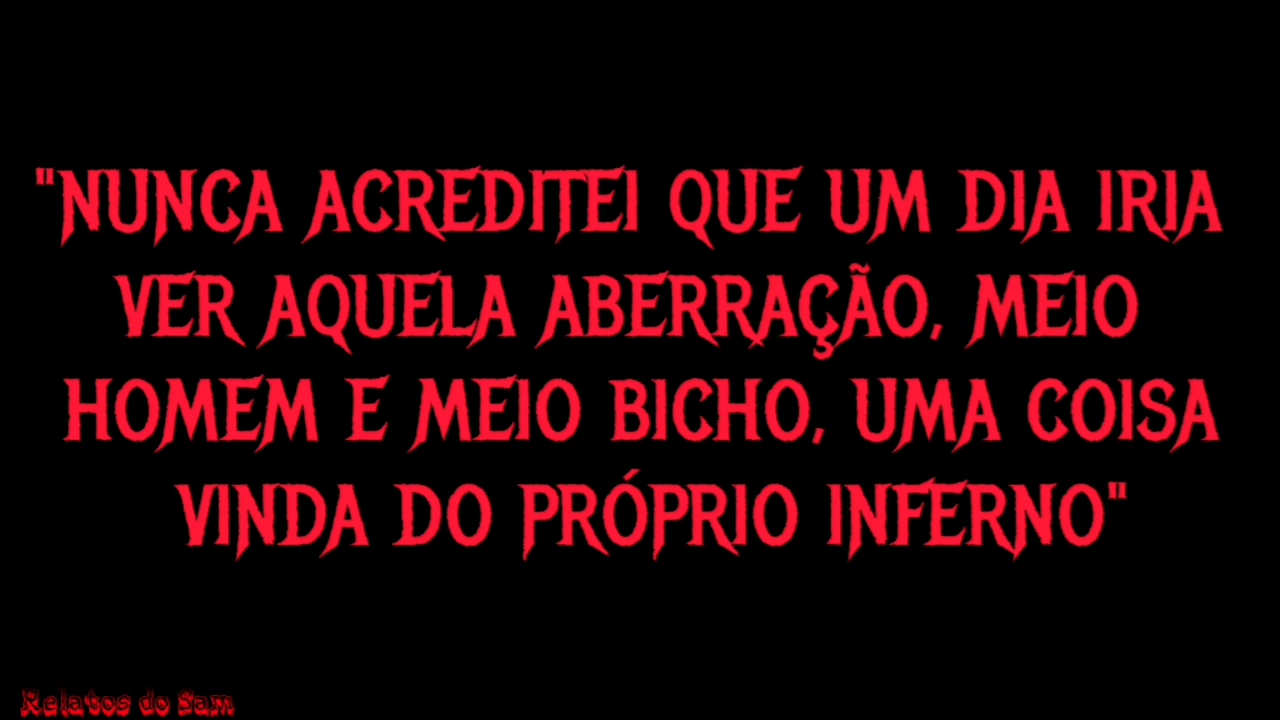 "NUNCA ACREDITEI QUE UM DIA IRIA
VER AQUELA ABERRAÇÃO, MEIO
HOMEM E MEIO BICHO, UMA COISA
VINDA DO PRÓPRIO INFERNO"
Relatos do Sam